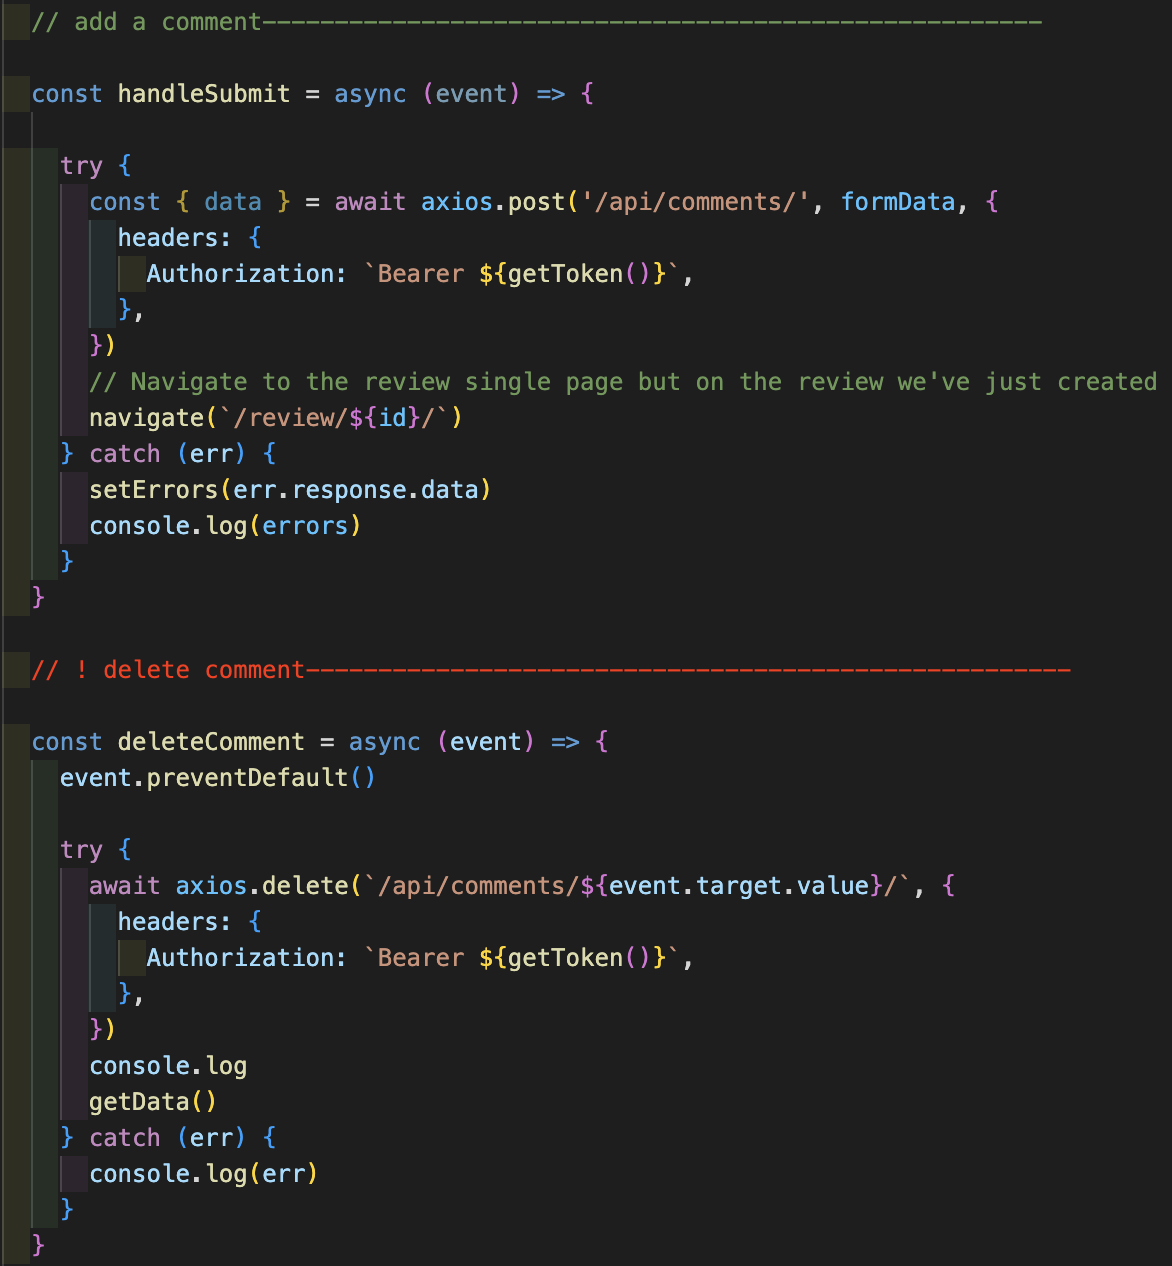 // add a comment------------------------------------------------------
const handleSubmit = async (event) => {
try {
const { data } = await axios.post('/api/comments/', formData, {
headers: {
Authorization: `Bearer ${getToken()}`,
},
})
// Navigate to the review single page but on the review we've just created
navigate(`/review/${id}/`)
} catch (err) {
setErrors(err.response.data)
console.log(errors)
}
}
// ! delete comment-----------------------------------------------------
const deleteComment = async (event) => {
event.preventDefault()
try {
await axios.delete(`/api/comments/${event.target.value}/`, {
headers: {
Authorization: `Bearer ${getToken()}`,
},
})
console.log
getData()
} catch (err) {
console.log(err)
}
}